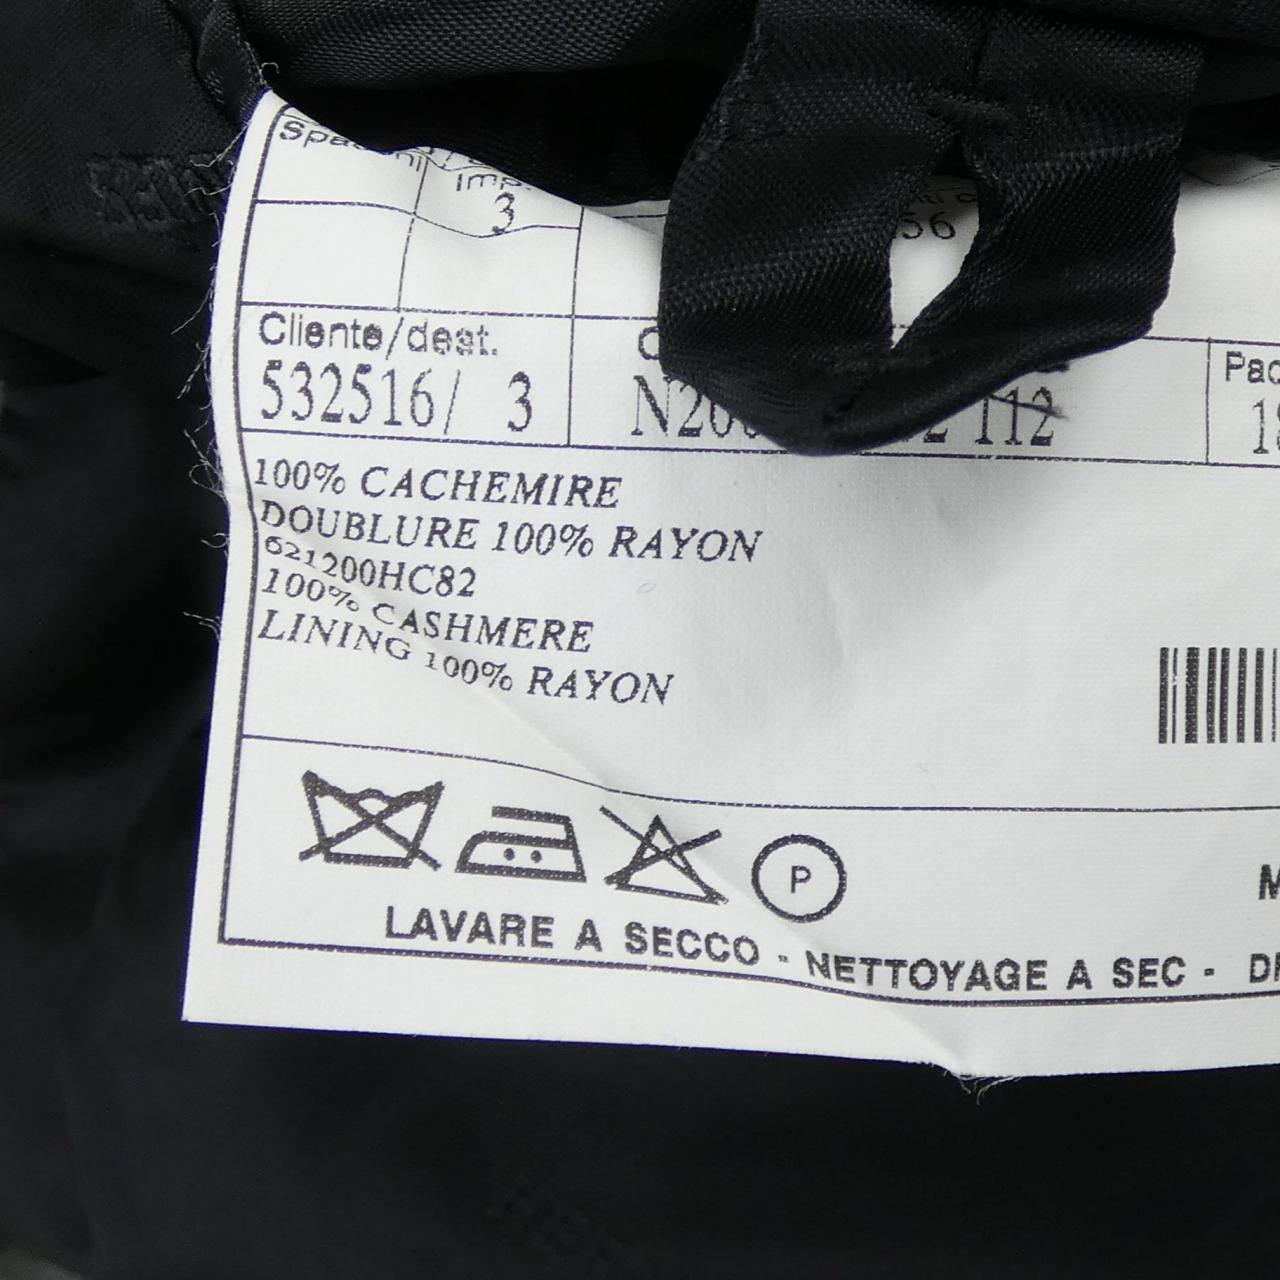 Imp.
3
56
Cliente/dest.
532516/ 3
112
100% CACHEMIRE
DOUBLURE 100% RAYON
621200HC82
100% CASHMERE
LINING 100% RAYON
P
LAVARE A SECCO - NETTOYAGE A SEC -